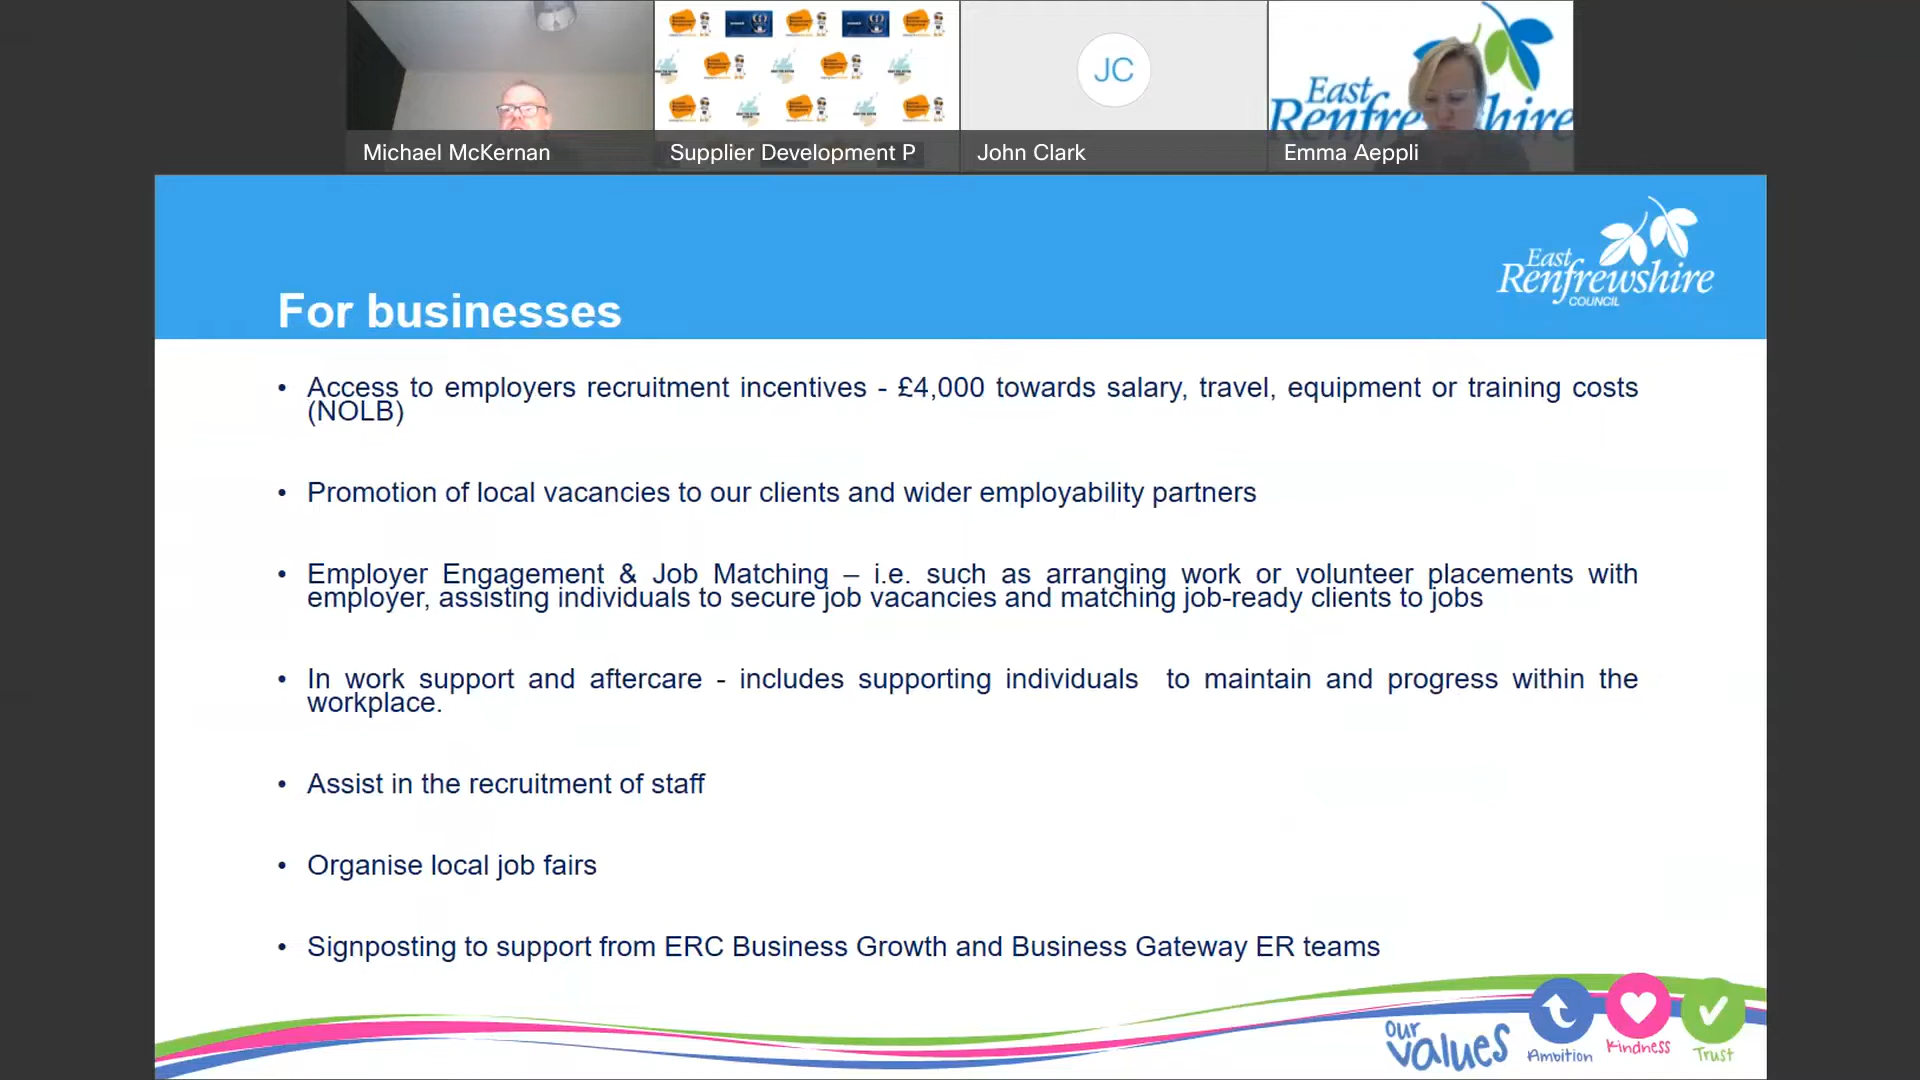 East
Renfre hire
JC
Michael McKernan
Supplier Development P
John Clark
Emma Aeppli
East
Renfrewshire
COUNCIL
For businesses
• Access to employers recruitment incentives - £4,000 towards salary, travel, equipment or training costs
(NOLB)
• Promotion of local vacancies to our clients and wider employability partners
• Employer Engagement & Job Matching – i.e. such as arranging work or volunteer placements with
employer, assisting individuals to secure job vacancies and matching job-ready clients to jobs
• In work support and aftercare - includes supporting individuals to maintain and progress within the
workplace.
• Assist in the recruitment of staff
• Organise local job fairs
• Signposting to support from ERC Business Growth and Business Gateway ER teams
our
values
Ambition
Kindness
Trust